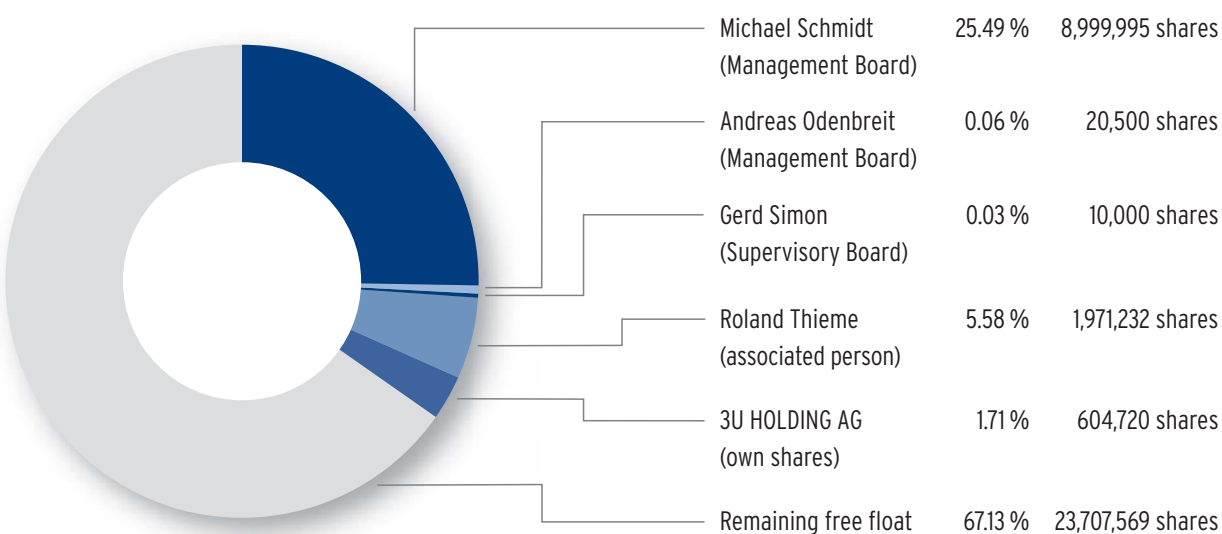 Michael Schmidt 25.49 % 8,999,995 shares
(Management Board)
Andreas Odenbreit 0.06 % 20,500 shares
(Management Board)
Gerd Simon 0.03 % 10,000 shares
(Supervisory Board)
Roland Thieme 5.58 % 1,971,232 shares
(associated person)
3U HOLDING AG 1.71 % 604,720 shares
(own shares)
Remaining free float 67.13 % 23,707,569 shares